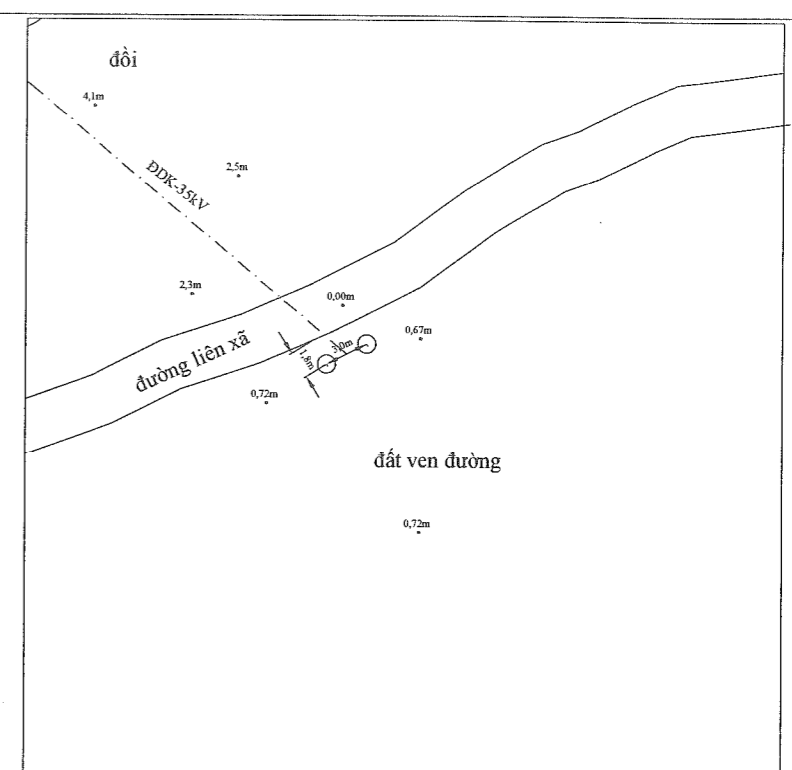 đồi
4,1m
ĐDK-35kV
2,5m
2,3m
0,00m
0,67m
3,0m
1,8m
đường liên xã
0,72m
đất ven đường
0,72m